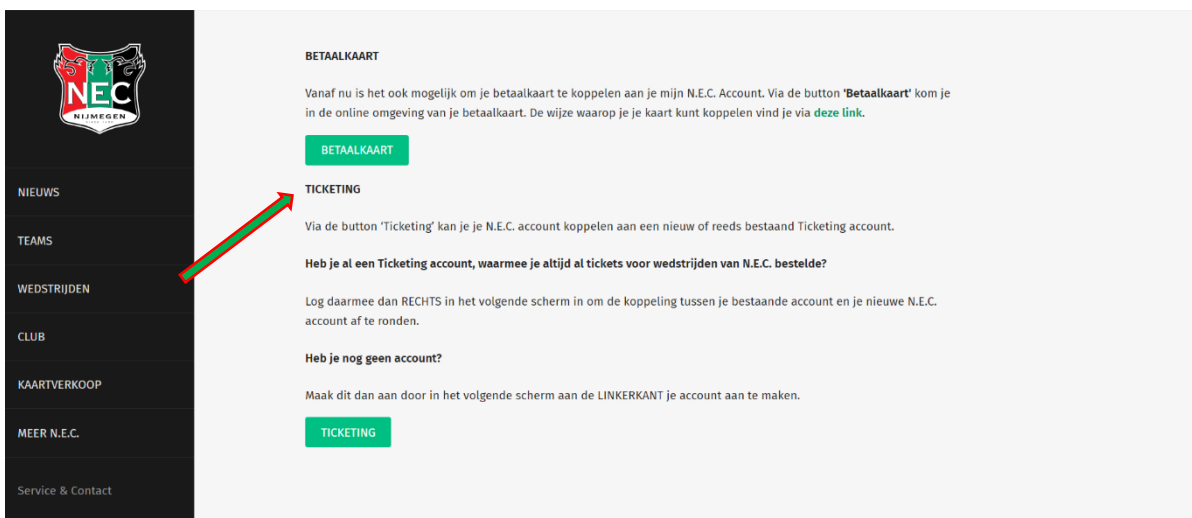 NEC
NIJMEGEN
NIEUWS
TEAMS
WEDSTRIJDEN
CLUB
KAARTVERKOOP
MEER N.E.C.
Service & Contact
BETAALKAART
Vanaf nu is het ook mogelijk om je betaalkaart te koppelen aan je mijn N.E.C. Account. Via de button 'Betaalkaart' kom je
in de online omgeving van je betaalkaart. De wijze waarop je je kaart kunt koppelen vind je via deze link.
BETAALKAART
TICKETING
Via de button 'Ticketing' kan je je N.E.C. account koppelen aan een nieuw of reeds bestaand Ticketing account.
Heb je al een Ticketing account, waarmee je altijd al tickets voor wedstrijden van N.E.C. bestelde?
Log daarmee dan RECHTS in het volgende scherm in om de koppeling tussen je bestaande account en je nieuwe N.E.C.
account af te ronden.
Heb je nog geen account?
Maak dit dan aan door in het volgende scherm aan de LINKERKANT je account aan te maken.
TICKETING